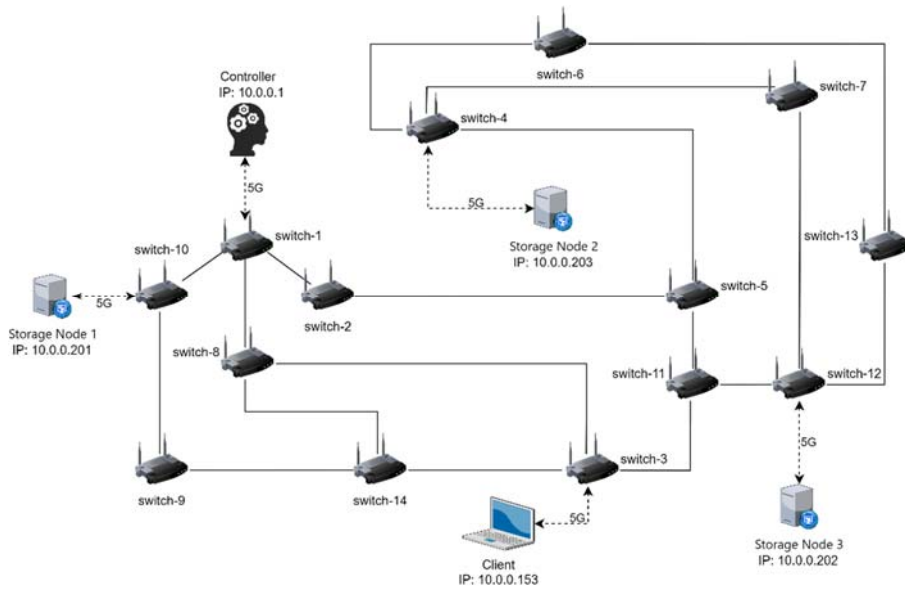 switch-6
Controller
IP: 10.0.0.1
switch-7
switch-4
5G
5G
switch-1
switch-10
Storage Node 2
IP: 10.0.203
switch-13
5G
Storage Node 1
IP: 10.0.0.201
switch-2
switch-5
switch-8
switch-11
switch-12
5G
switch-9
switch-14
switch-3
5G
Client
IP: 10.0.0.153
Storage Node 3
IP: 10.0.0.202